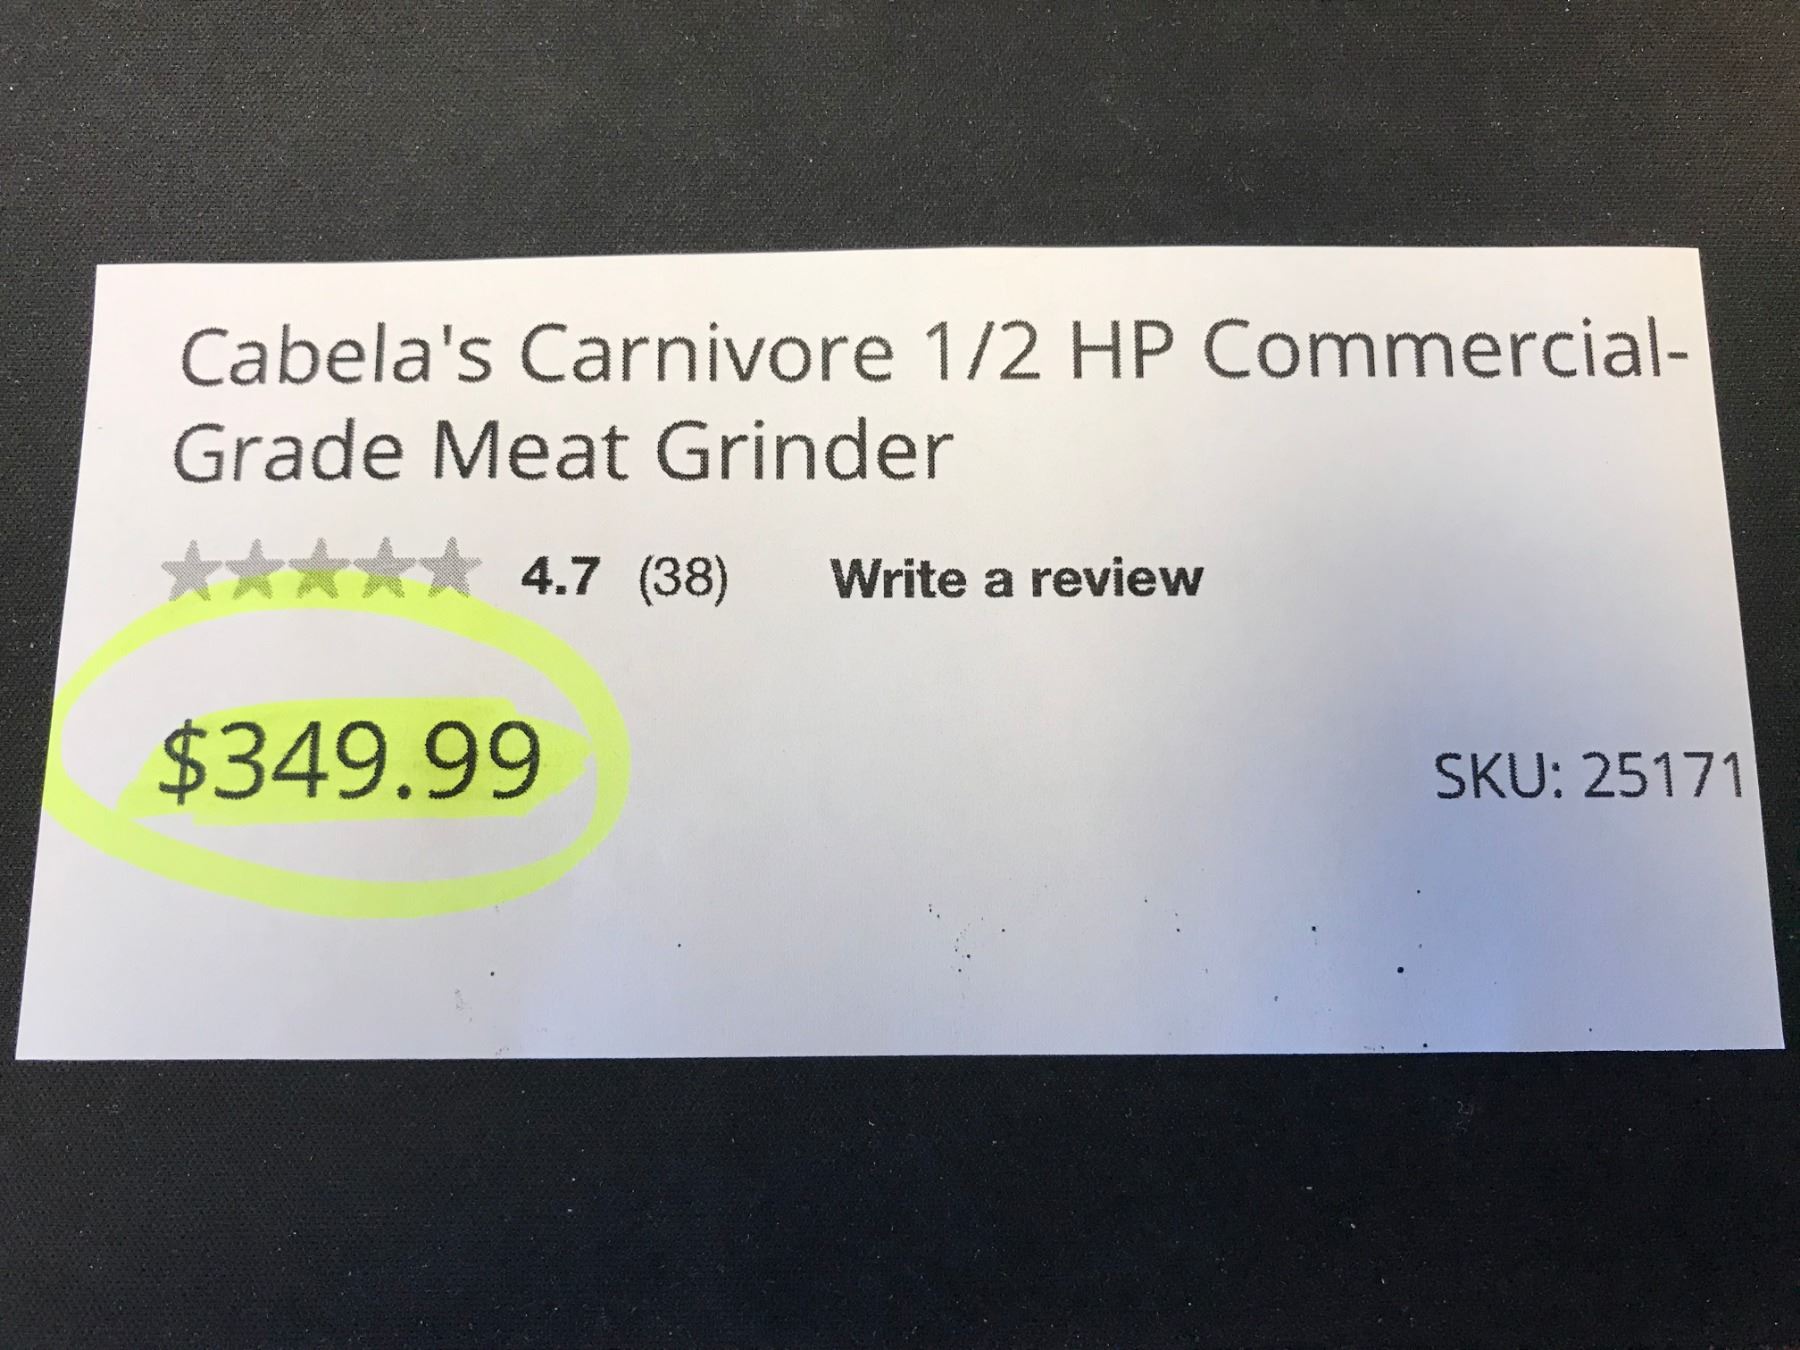 Cabela's Carnivore 1/2 HP Commercial-
Grade Meat Grinder
4.7 (38) Write a review
$349.99
SKU: 25171